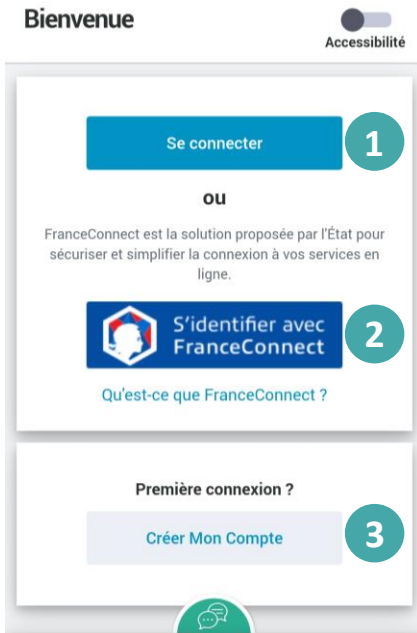 Bienvenue
Accessibilité
Se connecter
1
ou
FranceConnect est la solution proposée par l'État pour
sécuriser et simplifier la connexion à vos services en
ligne.
S'identifier avec
FranceConnect
2
Qu'est-ce que FranceConnect ?
Première connexion ?
Créer Mon Compte
3